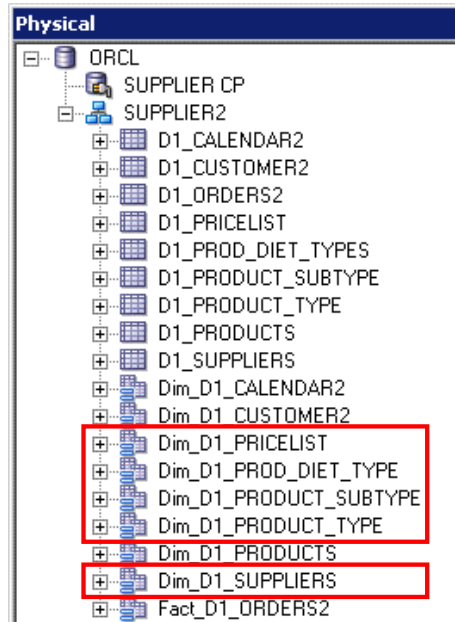 Physical
ORCL
SUPPLIER CP
SUPPLIER2
D1_CALENDAR2
D1_CUSTOMER2
D1_ORDERS2
D1_PRICELIST
D1_PROD_DIET_TYPES
D1_PRODUCT_SUBTYPE
D1_PRODUCT_TYPE
D1_PRODUCTS
D1_SUPPLIERS
Dim_D1_CALENDAR2
Dim_D1_CUSTOMER2
Dim_D1_PRICELIST
Dim_D1_PROD_DIET_TYPE
Dim_D1_PRODUCT_SUBTYPE
Dim_D1_PRODUCT_TYPE
Dim_D1_PRODUCTS
Dim_D1_SUPPLIERS
Fact_D1_ORDERS2